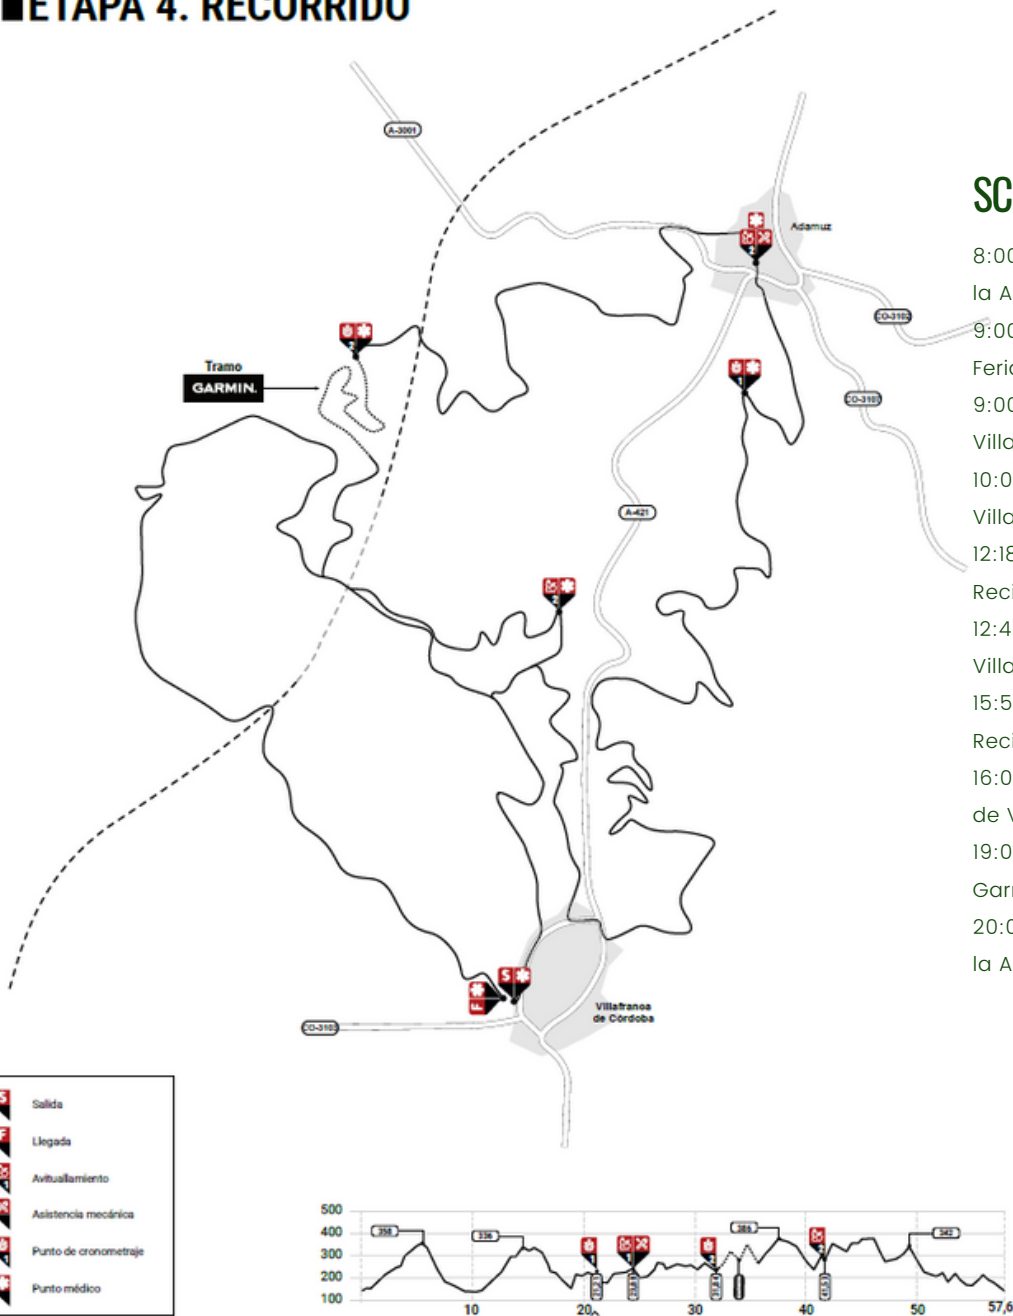 ETAPA 4. RECORRIDO
A-3001
Adamuz
CO-3102
Tramo
GARMIN.
A-421
Villafranca
de Córdoba
CO-3103
S
F
1
2
SC
8:00
la A
9:00
Feria
9:00
Villa
10:0
Villa
12:18
Reci
12:4
Villa
15:5
Reci
16:0
de V
19:0
Garr
20:0
la A
Salida
Llegada
Avituallamiento
Asistencia mecánica
Punto de cronometraje
Punto médico
500
400
300
200
100
358
336
386
342
10
20
30
40
50
57,6